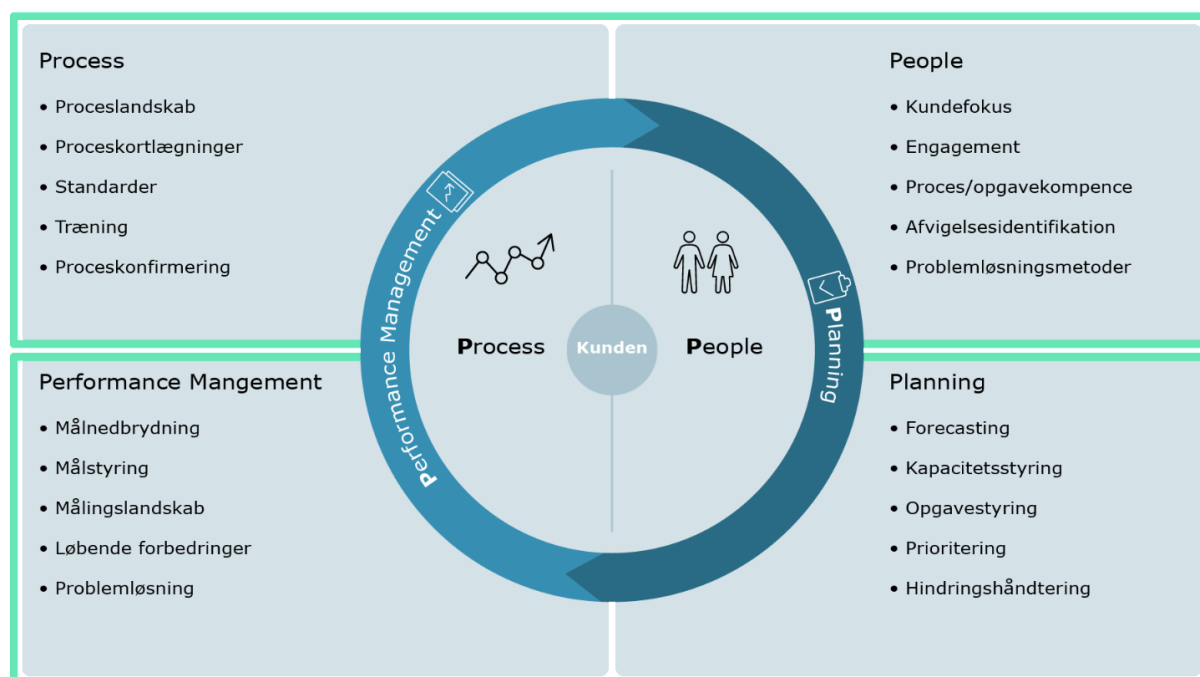 Process
• Proceslandskab
• Proceskortlægninger
• Standarder
• Træning
• Proceskonfirmering
People
• Kundefokus
• Engagement
• Proces/opgavekompence
• Afvigelsesidentifikation
• Problemløsningsmetoder
Performance Management
Planning
Process
Kunden
People
Performance Mangement
• Målnedbrydning
• Målstyring
• Målingslandskab
• Løbende forbedringer
• Problemløsning
Planning
• Forecasting
• Kapacitetsstyring
• Opgavestyring
• Prioritering
• Hindringshåndtering